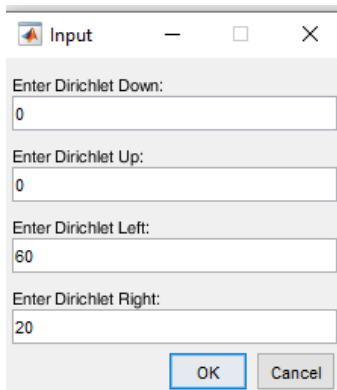 Input
Enter Dirichlet Down:
0
Enter Dirichlet Up:
0
Enter Dirichlet Left:
60
Enter Dirichlet Right:
20
OK Cancel